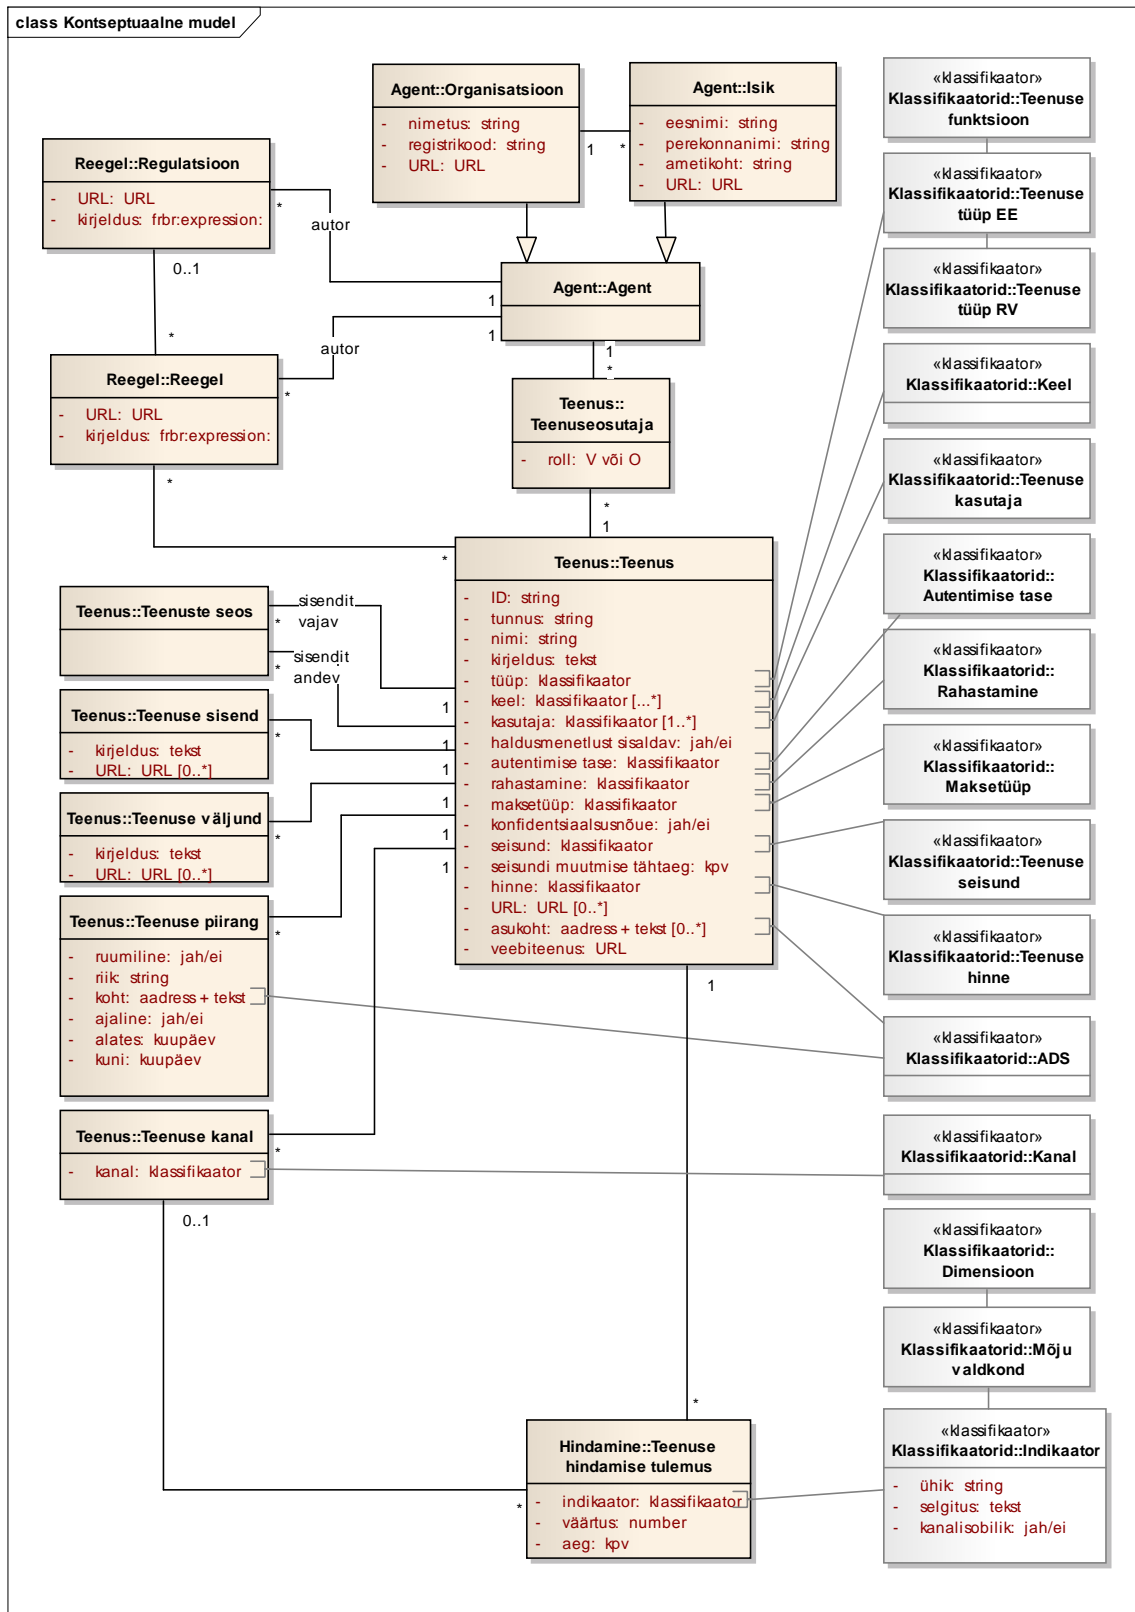 class Kontseptuaalne mudel
Agent::Organisatsioon
- nimetus: string
- registrikood: string
- URL: URL
Agent::Isik
- eesnimi: string
- perekonnanimi: string
- ametikoht: string
- URL: URL
1
*
Reegel::Regulatsioon
- URL: URL
- kirjeldus: frbr:expression:
*
autor
0..1
Agent::Agent
1
1
1
*
autor
*
Reegel::Reegel
- URL: URL
- kirjeldus: frbr:expression:
*
*
Teenus::
Teenuseosutaja
- roll: V või O
*
1
*
Teenus::Teenus
- ID: string
- tunnus: string
- nimi: string
- kirjeldus: tekst
- tüüp: klassifikaator
- keel: klassifikaator [...*]
- kasutaja: klassifikaator [1..*]
- haldusmenetlust sisaldav: jah/ei
- autentimise tase: klassifikaator
- rahastamine: klassifikaator
- maksetüüp: klassifikaator
- konfidentsiaalsusnõue: jah/ei
- seisund: klassifikaator
- seisundi muutmise tähtaeg: kpv
- hinne: klassifikaator
- URL: URL [0..*]
- asukoht: aadress + tekst [0..*]
- veebiteenus: URL
Teenus::Teenuste seos
sisendit
vajav
*
sisendit
andev
*
1
1
1
1
1
1
Teenus::Teenuse sisend
- kirjeldus: tekst
- URL: URL [0..*]
*
Teenus::Teenuse väljund
- kirjeldus: tekst
- URL: URL [0..*]
*
Teenus::Teenuse piirang
- ruumiline: jah/ei
- riik: string
- koht: aadress + tekst
- ajaline: jah/ei
- alates: kuupäev
- kuni: kuupäev
*
Teenus::Teenuse kanal
- kanal: klassifikaator
*
0..1
1
*
Hindamine::Teenuse
hindamise tulemus
- indikaator: klassifikaator
- väärtus: number
- aeg: kpv
*
«klassifikaator»
Klassifikaatorid::Teenuse
funktsioon
«klassifikaator»
Klassifikaatorid::Teenuse
tüüp EE
«klassifikaator»
Klassifikaatorid::Teenuse
tüüp RV
«klassifikaator»
Klassifikaatorid::Keel
«klassifikaator»
Klassifikaatorid::Teenuse
kasutaja
«klassifikaator»
Klassifikaatorid::
Autentimise tase
«klassifikaator»
Klassifikaatorid::
Rahastamine
«klassifikaator»
Klassifikaatorid::
Maksetüüp
«klassifikaator»
Klassifikaatorid::Teenuse
seisund
«klassifikaator»
Klassifikaatorid::Teenuse
hinne
«klassifikaator»
Klassifikaatorid::ADS
«klassifikaator»
Klassifikaatorid::Kanal
«klassifikaator»
Klassifikaatorid::
Dimensioon
«klassifikaator»
Klassifikaatorid::Mõju
valdkond
«klassifikaator»
Klassifikaatorid::Indikaator
- ühik: string
- selgitus: tekst
- kanalisobilik: jah/ei